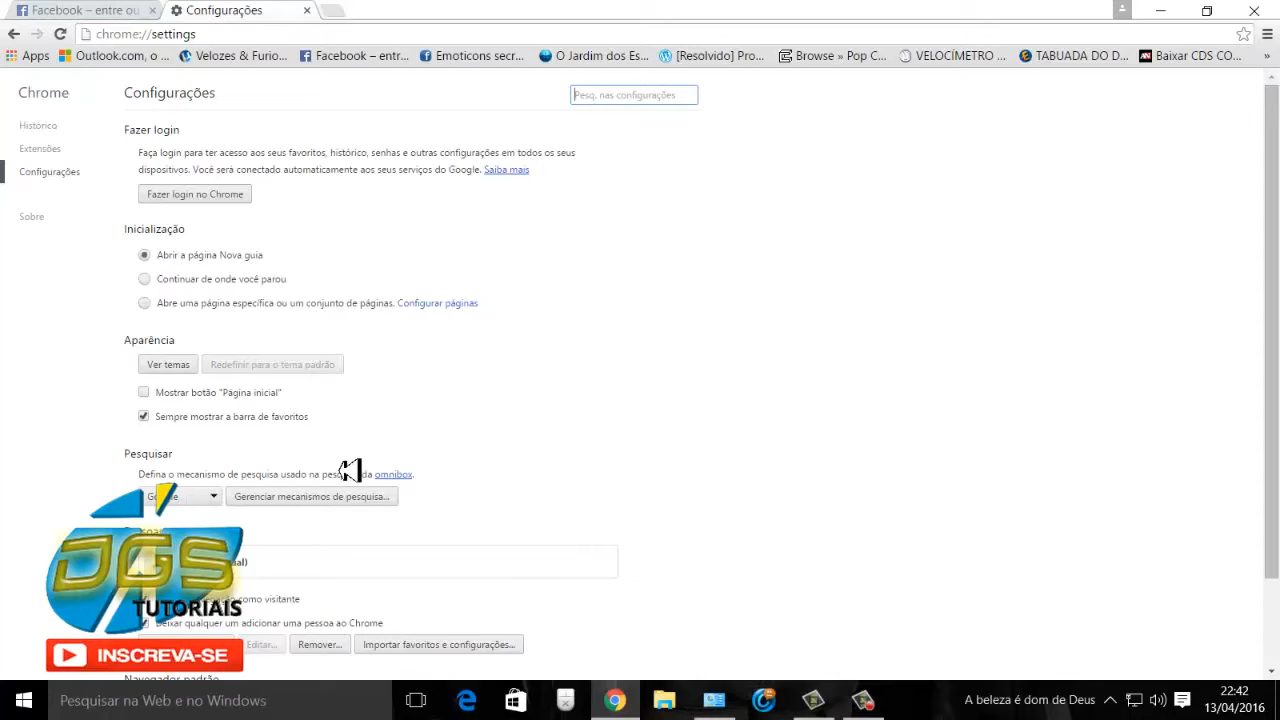 Facebook – entre ou
Configurações
chrome://settings
Apps
Outlook.com, o ...
Velozes & Furio...
Facebook – entr...
Emoticons secr...
O Jardim dos Es...
[Resolvido] Pro...
Browse » Pop C...
VELOCÍMETRO
TABUADA DO D...
Baixar CDS CO...
»
Chrome
Configurações
Pesq. nas configurações
Histórico
Extensões
Configurações
Sobre
Fazer login
Faça login para ter acesso aos seus favoritos, histórico, senhas e outras configurações em todos os seus
dispositivos. Você será conectado automaticamente aos seus serviços do Google. Saiba mais
Fazer login no Chrome
Inicialização
Abrir a página Nova guia
Continuar de onde você parou
Abre uma página específica ou um conjunto de páginas. Configurar páginas
Aparência
Ver temas
Redefinir para o tema padrão
Mostrar botão "Página inicial"
Sempre mostrar a barra de favoritos
Pesquisar
Defina o mecanismo de pesquisa usado na omnibox.
Gerenciar mecanismos de pesquisa...
DGS
TUTORIAIS
como visitante
Deixar qualquer um adicionar uma pessoa ao Chrome
Editar...
Remover...
Importar favoritos e configurações...
INSCREVA-SE
Pesquisar na Web e no Windows
A beleza é dom de Deus
22:42
13/04/2016